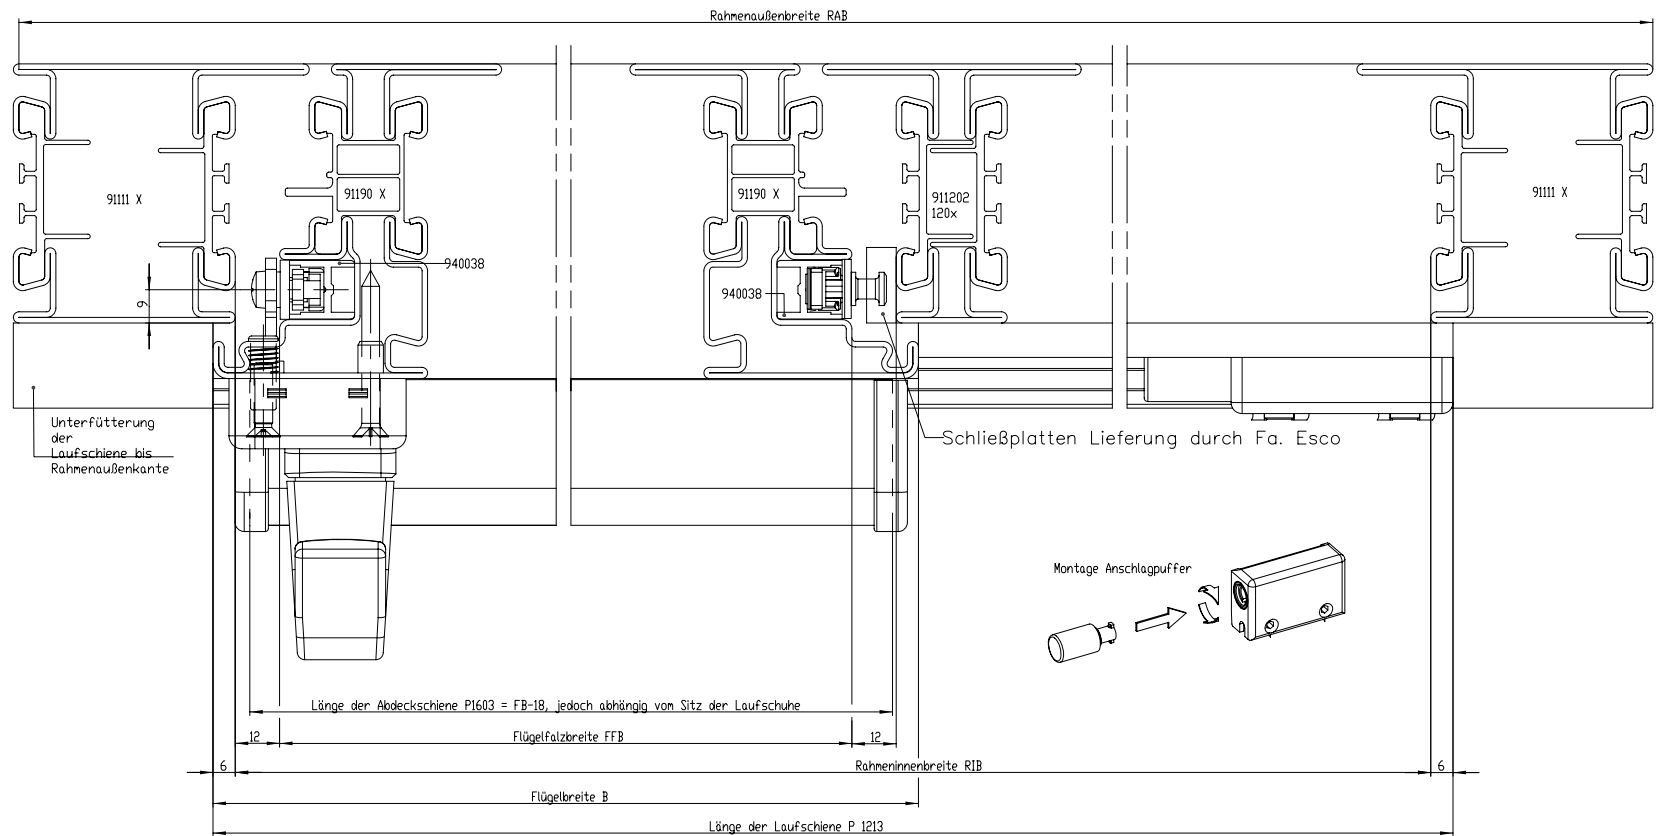 Rahmenaußenbreite RAB
91111 X
91190 X
91190 X
911202
120x
91111 X
940038
940038
9
Unterfütterung
der
Laufschiene bis
Rahmenaußenkante
Schließplatten Lieferung durch Fa. Esco
Montage Anschlagpuffer
Länge der Abdeckschiene P1603 = FB-18, jedoch abhängig vom Sitz der Laufschuhe
12
Flügelfalzbreite FFB
12
6
Rahmeninnenbreite RIB
6
Flügelbreite B
Länge der Laufschiene P 1213